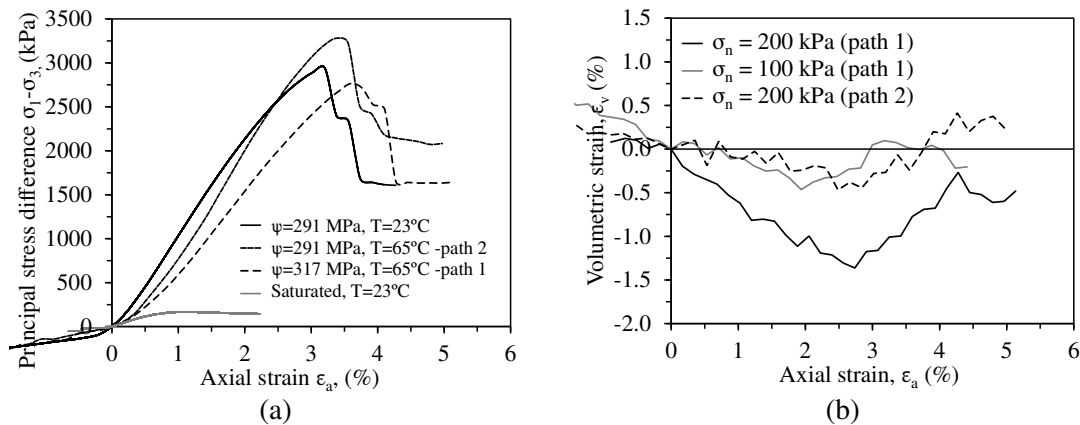 Principal stress difference σ1-σ3, (kPa)
3500
3000
2500
2000
1500
1000
500
0
0 1 2 3 4 5 6
ψ=291 MPa, T=23ºC
ψ=291 MPa, T=65ºC -path 2
ψ=317 MPa, T=65ºC -path 1
Saturated, T=23ºC
Axial strain εa, (%)
(a)
Volumetric strain, εv (%)
1.5
1.0
0.5
0.0
-0.5
-1.0
-1.5
-2.0
σn = 200 kPa (path 1)
σn = 100 kPa (path 1)
σn = 200 kPa (path 2)
0 1 2 3 4 5 6
Axial strain, εa (%)
(b)